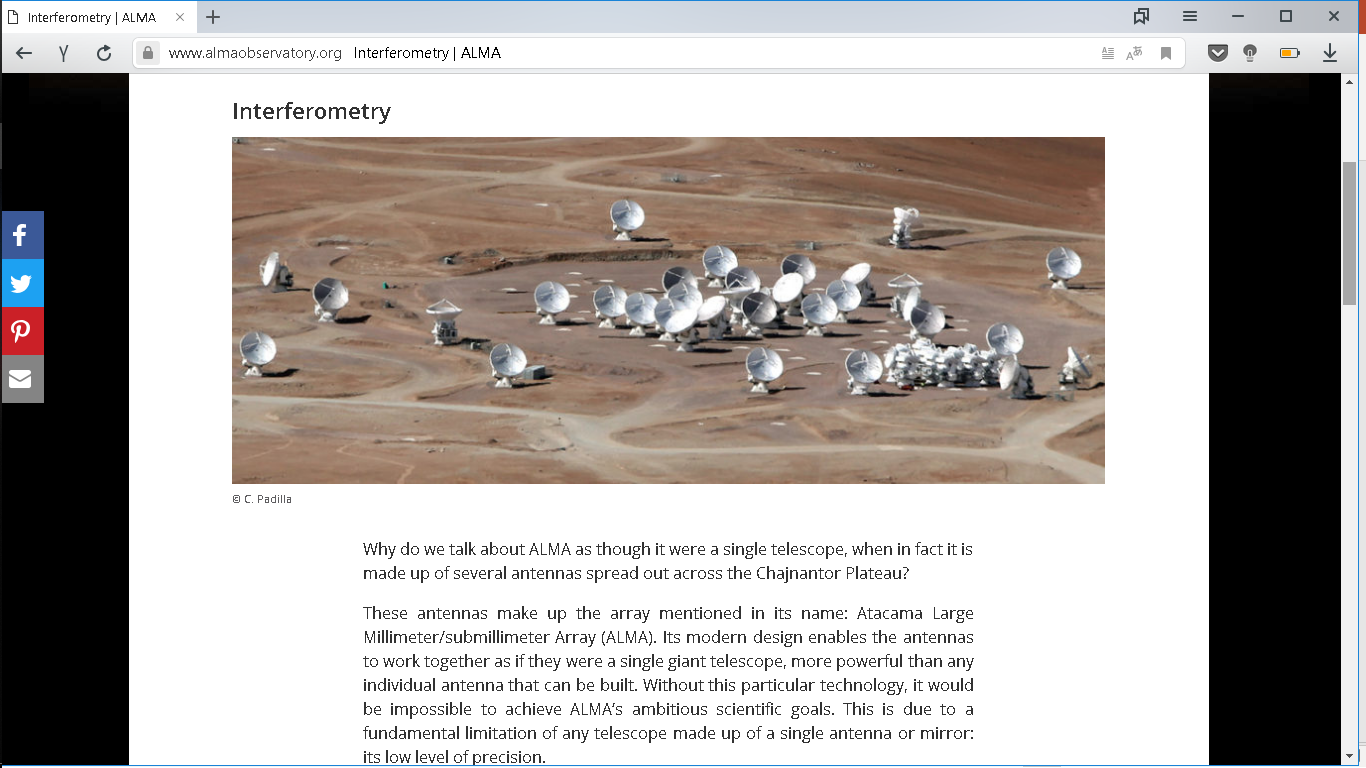 Interferometry | ALMA
www.almaobservatory.org Interferometry | ALMA
Interferometry
© C. Padilla
Why do we talk about ALMA as though it were a single telescope, when in fact it is
made up of several antennas spread out across the Chajnantor Plateau?
These antennas make up the array mentioned in its name: Atacama Large
Millimeter/submillimeter Array (ALMA). Its modern design enables the antennas
to work together as if they were a single giant telescope, more powerful than any
individual antenna that can be built. Without this particular technology, it would
be impossible to achieve ALMA’s ambitious scientific goals. This is due to a
fundamental limitation of any telescope made up of a single antenna or mirror:
its low level of precision.